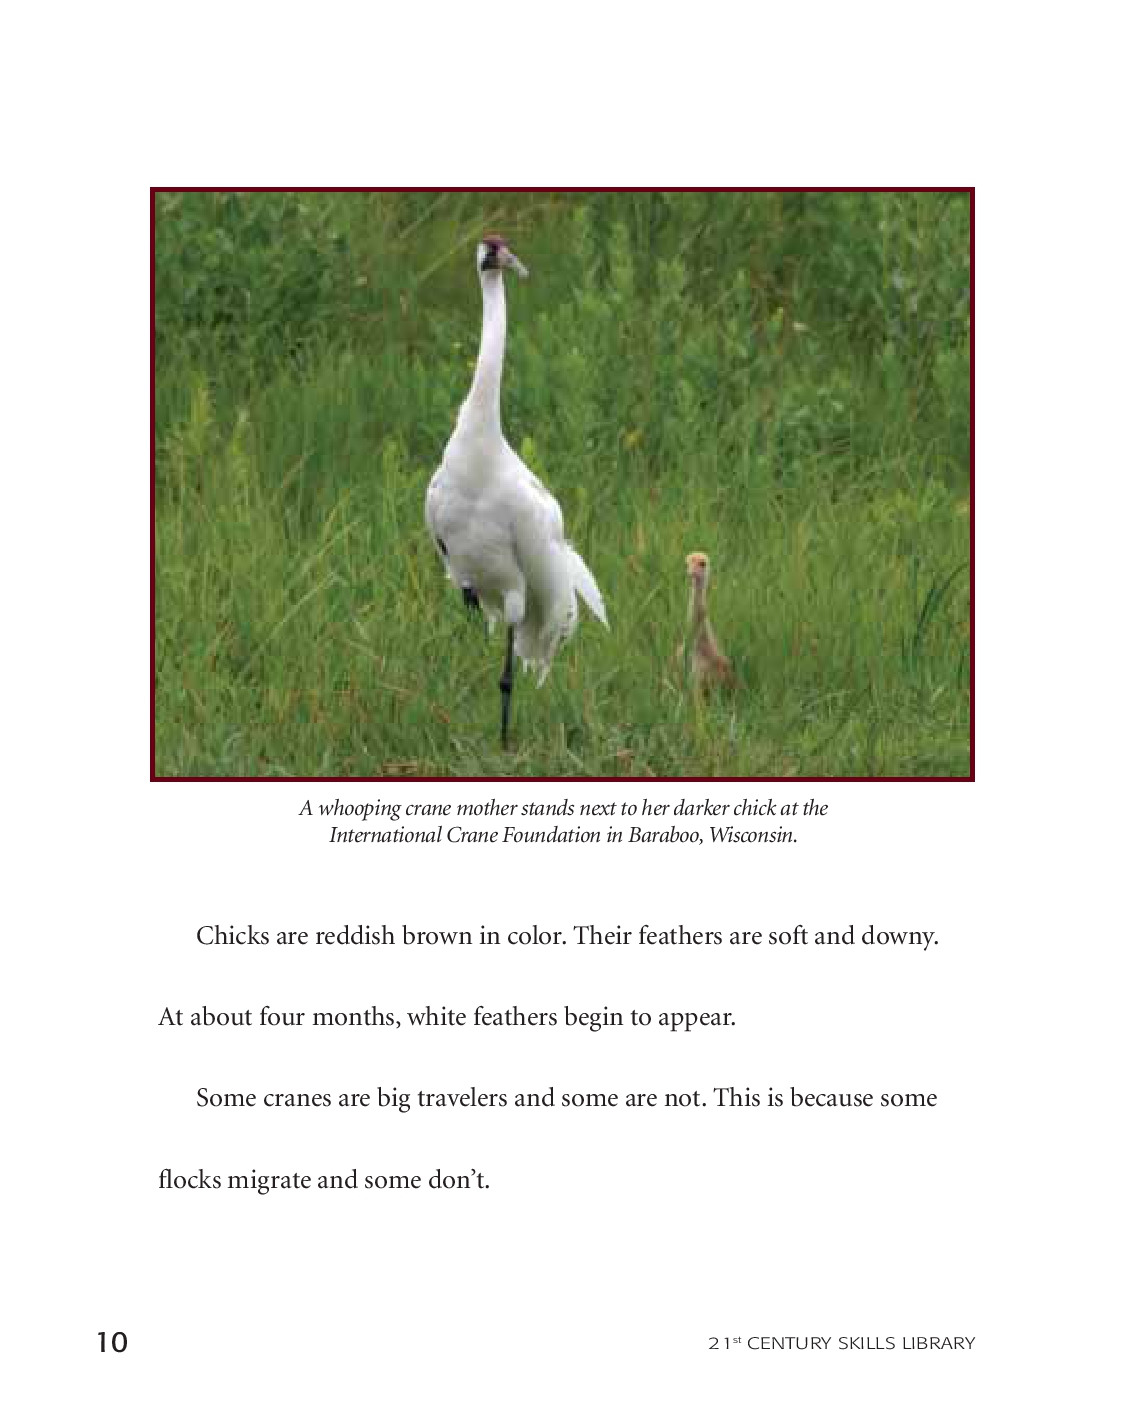 A whooping crane mother stands next to her darker chick at the
International Crane Foundation in Baraboo, Wisconsin.
Chicks are reddish brown in color. Their feathers are soft and downy.
At about four months, white feathers begin to appear.
Some cranes are big travelers and some are not. This is because some
flocks migrate and some don’t.
10
21st CENTURY SKILLS LIBRARY